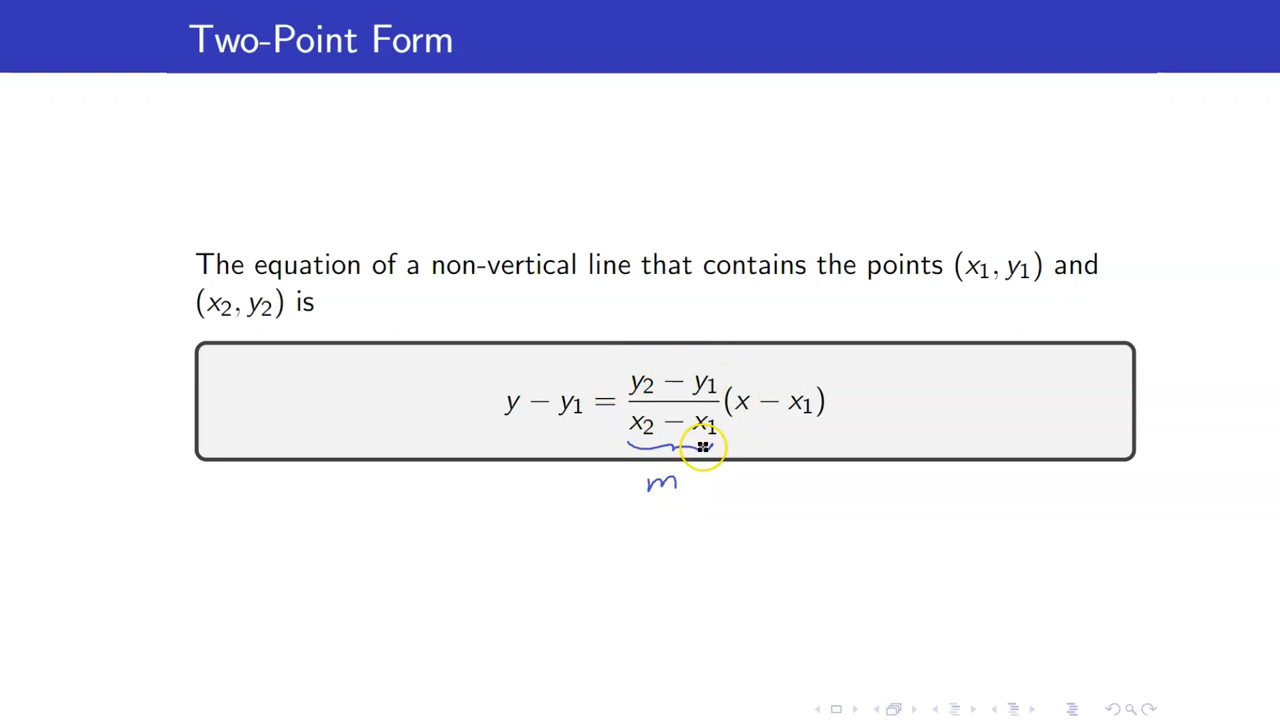 Two-Point Form
The equation of a non-vertical line that contains the points (x₁, y₁) and
(x₂, y₂) is
y − y₁ = \frac{y₂ − y₁}{x₂ − x₁}(x − x₁)
m